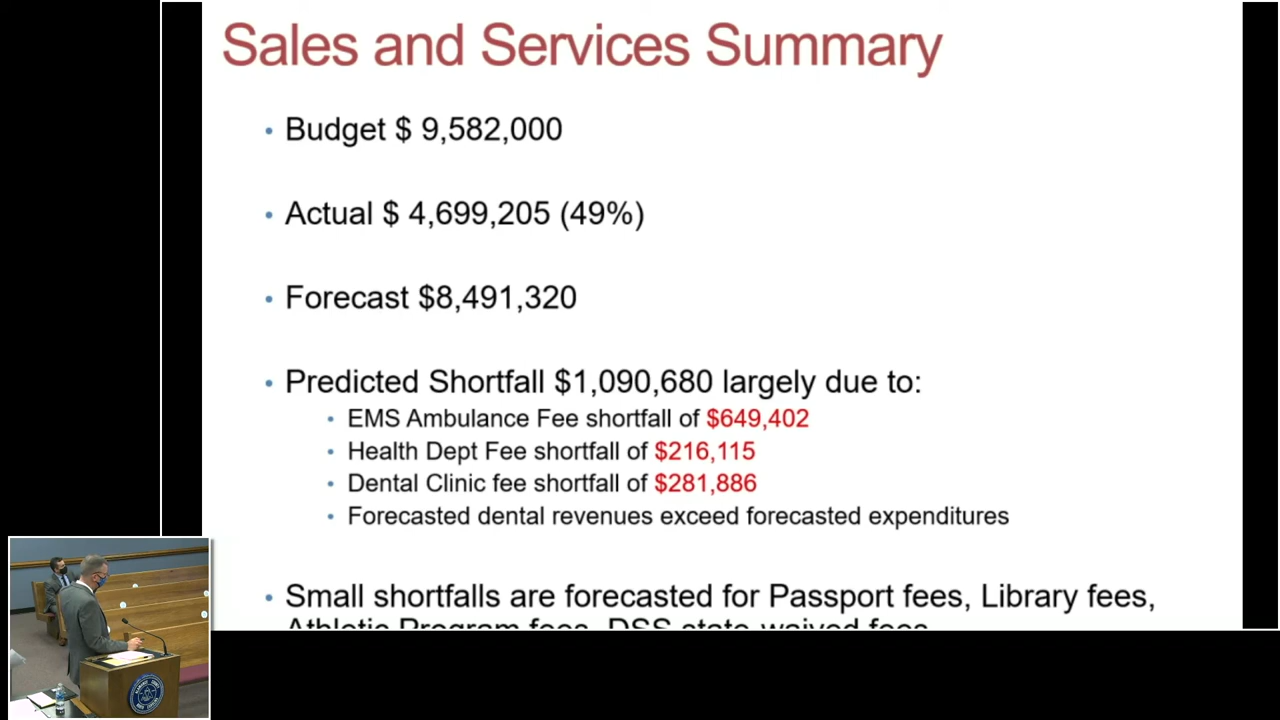 Sales and Services Summary
• Budget $ 9,582,000
• Actual $ 4,699,205 (49%)
• Forecast $8,491,320
• Predicted Shortfall $1,090,680 largely due to:
• EMS Ambulance Fee shortfall of $649,402
• Health Dept Fee shortfall of $216,115
• Dental Clinic fee shortfall of $281,886
• Forecasted dental revenues exceed forecasted expenditures
• Small shortfalls are forecasted for Passport fees, Library fees,
Athletic Program fees, DSS state-waived fees